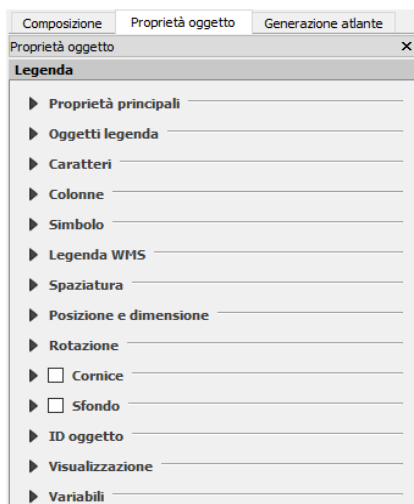 Composizione Proprietà oggetto Generazione atlante
Proprietà oggetto
Legenda
Proprietà principali
Oggetti legenda
Caratteri
Colonne
Simbolo
Legenda WMS
Spaziatura
Posizione e dimensione
Rotazione
Cornice
Sfondo
ID oggetto
Visualizzazione
Variabili